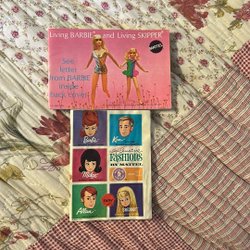 Living BARBIE® and Living SKIPPER®
MATTEL
See
letter
from BARBIE
inside
back cover!
Barbie
Ken
Midge
Fashions
BY MATTEL
Allan